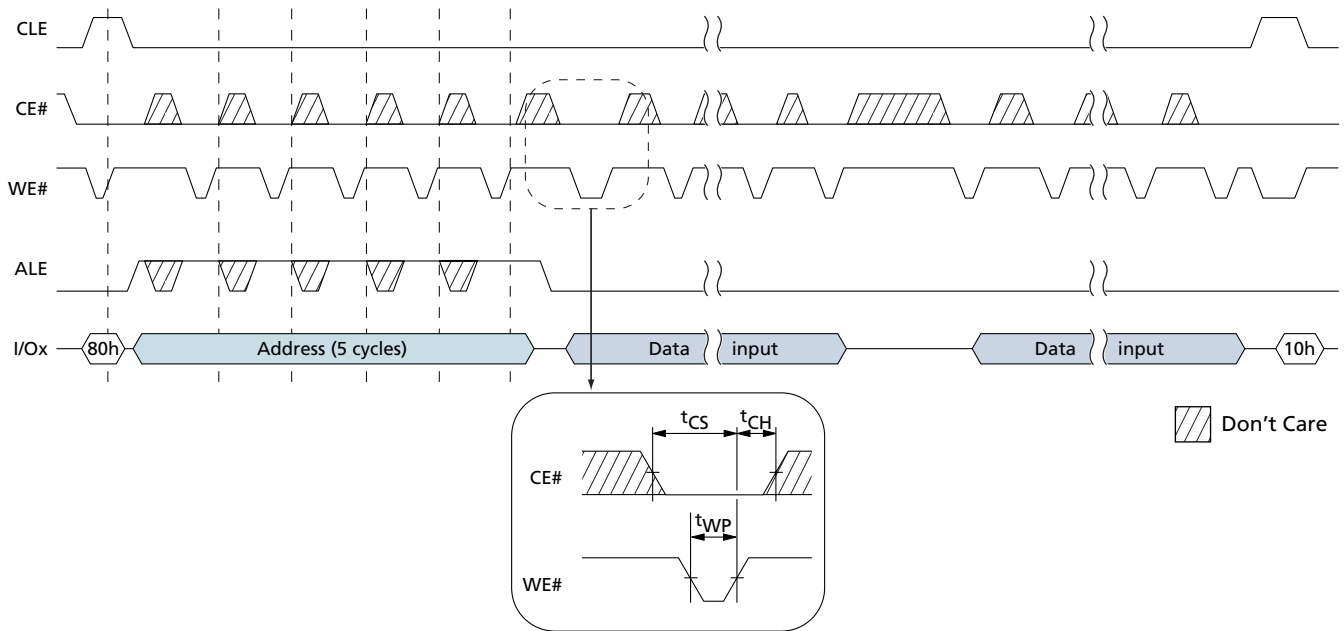 CLE
CE#
WE#
ALE
I/Ox 80h Address (5 cycles) Data input Data input 10h
Don't Care
tCS tCH
CE#
tWP
WE#